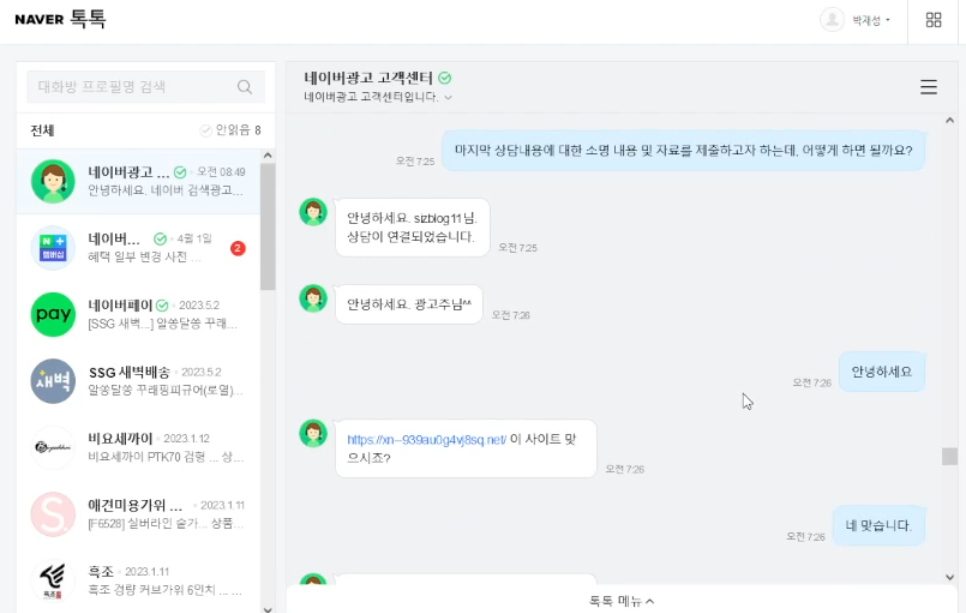 NAVER 톡톡
박재성
대화방 프로필명 검색
전체
안읽음 8
네이버광고 ...
오전 08:49
안녕하세요. 네이버 검색광고...
네이버...
4월 1일
혜택 일부 변경 사전 ...
2
N +
멤버십
pay
네이버페이
2023.5.2
[SSG 새벽...] 알쏭달쏭 꾸래...
새벽
SSG 새벽배송
2023.5.2
알쏭달쏭 꾸래핑피규어(로열)...
비요세까이
2023.1.12
비요세까이 PTK70 컴형 ... 상...
S.
애견미용가위 ...
2023.1.11
[F6528] 실버라인 숱가... 상품...
흑조
흑조
2023.1.11
흑조 경량 커브가위 6인치 ... ...
네이버광고 고객센터
네이버광고 고객센터입니다.
오전 7:25
마지막 상담내용에 대한 소명 내용 및 자료를 제출하고자 하는데, 어떻게 하면 될까요?
안녕하세요. sizblog11님.
상담이 연결되었습니다.
오전 7:25
안녕하세요. 광고주님^^
오전 7:26
오전 7:26
안녕하세요
https://xn--939au0g4vj8sq.net/ 이 사이트 맞
으시죠?
오전 7:26
오전 7:26
네 맞습니다.
톡톡 메뉴